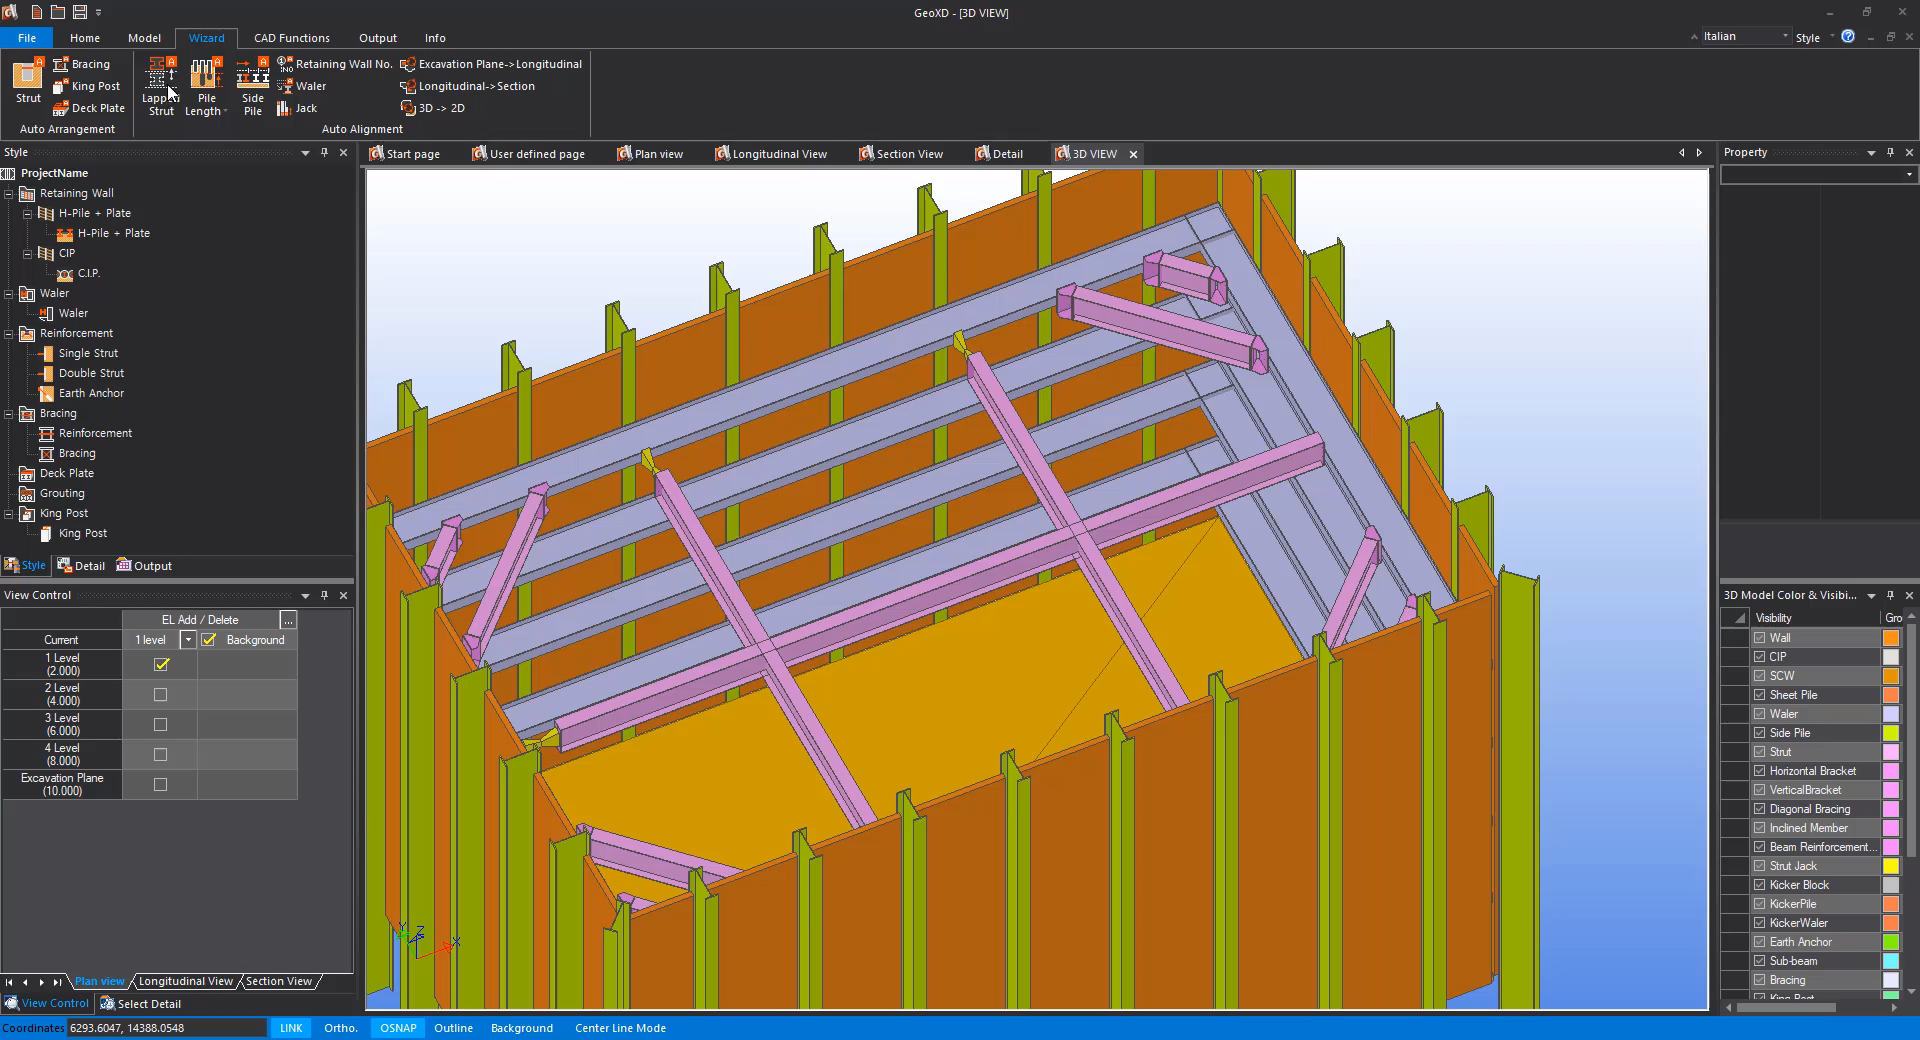 GeoXD - [3D VIEW]
File Home Model Wizard CAD Functions Output Info
Italian Style
Strut
Bracing
King Post
Deck Plate
Auto Arrangement
Strut
Pile Length
Side Pile
Retaining Wall No.
Waler
Jack
Excavation Plane->Longitudinal
Longitudinal->Section
3D -> 2D
Auto Alignment
Style
ProjectName
Retaining Wall
H-Pile + Plate
H-Pile + Plate
CIP
C.I.P.
Waler
Waler
Reinforcement
Single Strut
Double Strut
Earth Anchor
Bracing
Reinforcement
Bracing
Deck Plate
Grouting
King Post
King Post
Style Detail Output
View Control
EL Add / Delete ...
Current 1 level Background
1 Level
(2.000)
2 Level
(4.000)
3 Level
(6.000)
4 Level
(8.000)
Excavation Plane
(10.000)
Plan view Longitudinal View Section View
View Control Select Detail
Start page User defined page Plan view Longitudinal View Section View Detail 3D VIEW
Y Z X
Property
3D Model Color & Visibi...
Visibility Gro
Wall
CIP
SCW
Sheet Pile
Waler
Side Pile
Strut
Horizontal Bracket
VerticalBracket
Diagonal Bracing
Inclined Member
Beam Reinforcement...
Strut Jack
Kicker Block
KickerPile
KickerWaler
Earth Anchor
Sub-beam
Bracing
King Post
Coordinates 6293.6047, 14388.0548 LINK Ortho. OSNAP Outline Background Center Line Mode